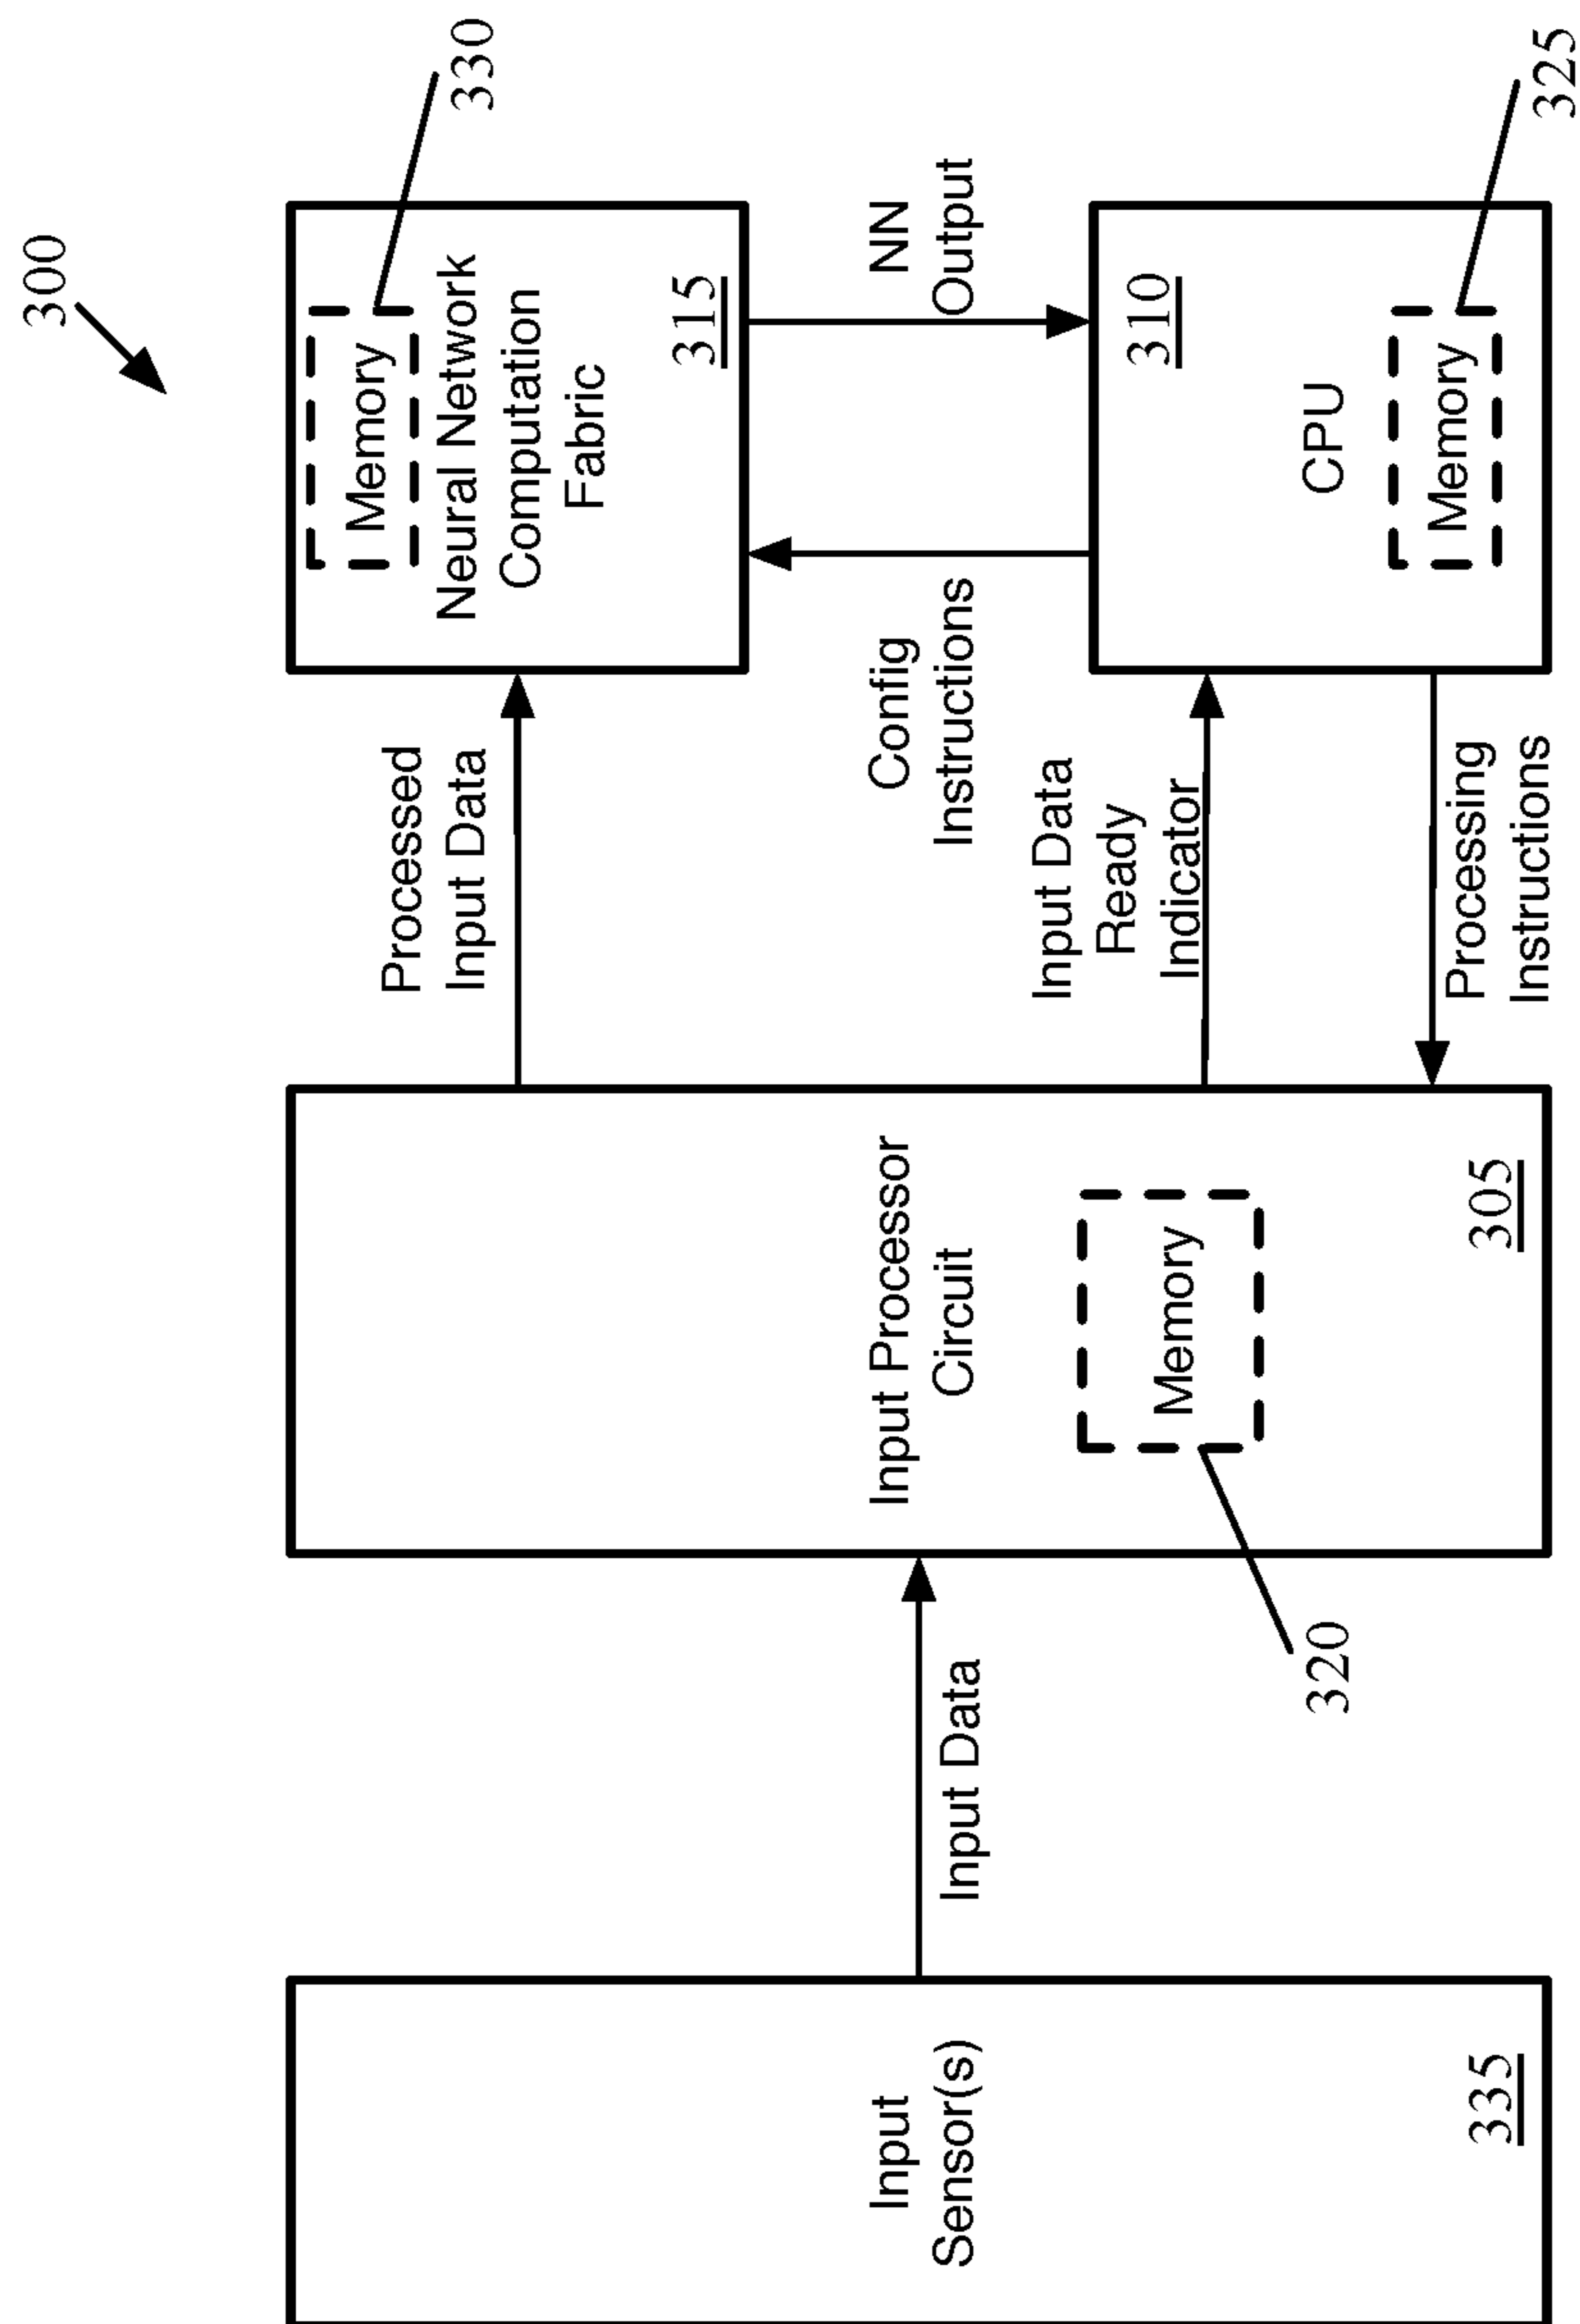 300
Input
Sensor(s)
335
Input Data
Input Processor
Circuit
Memory
305
320
Processed
Input Data
Input Data
Ready
Indicator
Processing
Instructions
Memory
Neural Network
Computation
Fabric
315
330
Config
Instructions
NN
Output
310
CPU
Memory
325